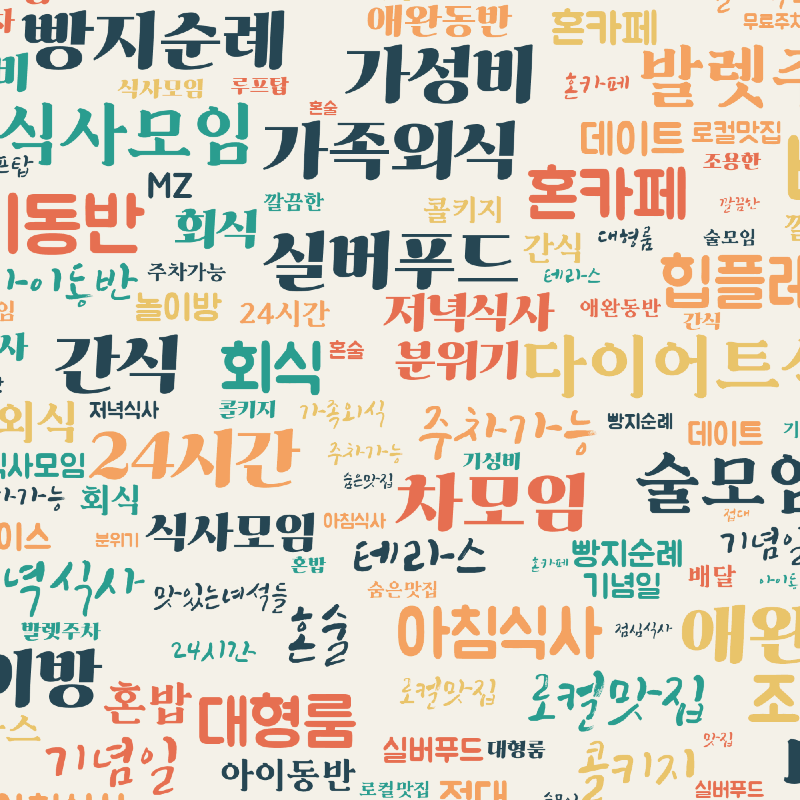 빵지순례
애완동반
혼카페
무료주차
가성비
식사모임
루프탑
혼카페
발렛주
혼술
식사모임
가족외식
데이트
로컬맛집
조용한
프탑
MZ
깔끔한
콜키지
혼카페
깔끔한
동반
회식
실버푸드
간식
대형룸
술모임
아이동반
주차가능
테라스
힙플레
놀이방
24시간
저녁식사
애완동반
간식
간식
회식
혼술
분위기
다이어트
외식
저녁식사
콜키지
가족외식
주차가능
빵지순례
데이트
24시간
주차가능
기성비
식사모임
숨은맛집
차모임
술모임
가가능
회식
식사모임
아침식사
접대
기념일
이스
분위기
혼밥
테라스
혼카페
빵지순례
기념일
배달
아이동
녁식사
맛있는녀석들
숨은맛집
발렛주차
혼술
24시간
아침식사
점심식사
애완
이방
혼밥
대형룸
로컬맛집
로컬맛집
조
기념일
실버푸드
대형룸
콜키지
맛집
아이동반
로컬맛집
접대
실버푸드